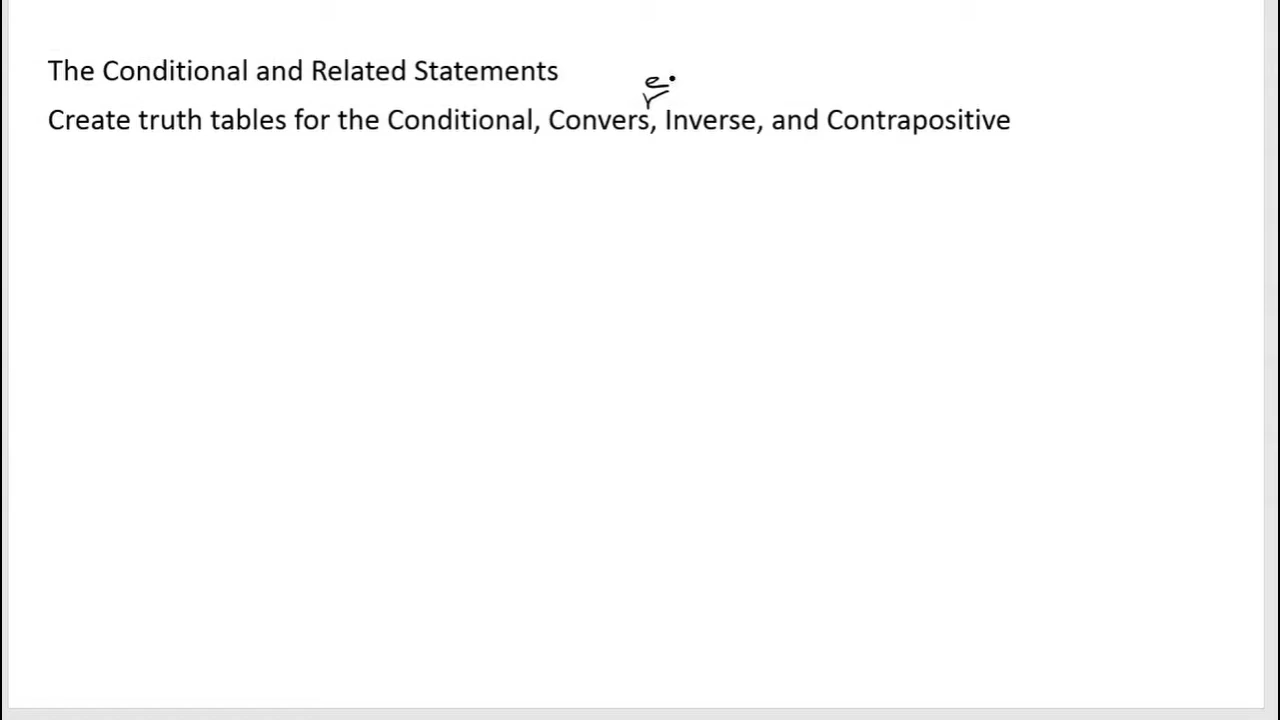 The Conditional and Related Statements
e
Create truth tables for the Conditional, Convers, Inverse, and Contrapositive